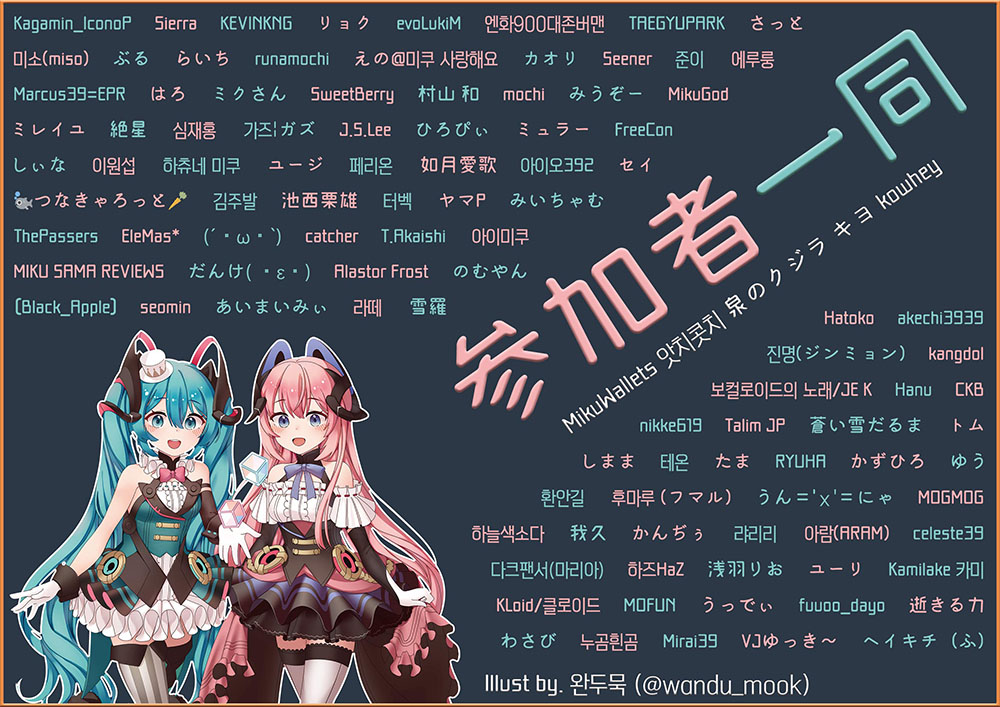 Kagamin_IconoP Sierra KEVINKNG リョク evoLukiM 엔화900대존버맨 TAEGYUPARK さっと
미소(miso) ぶる らいち runamochi えの@미쿠 사랑해요 カオリ Seener 준이 에루룽
Marcus39=EPR はろ ミクさん SweetBerry 村山 和 mochi みうぞー MikuGod
ミレイユ 絶星 심재홈 가즈¦ガズ J.S.Lee ひろぴぃ ミュラー FreeCon
しぃな 이원섭 하츄네 미쿠 ユージ 페리온 如月愛歌 아이오392 セイ
🐳つなきゃろっと🥕 김주발 池西栗雄 터벡 ヤマP みいちゃむ
ThePassers EleMas* (´・ω・`) catcher T.Akaishi 아이미쿠
MIKU SAMA REVIEWS だんけ( ・ε・) Alastor Frost のむやん
(Black_Apple) seomin あいまいみぃ 라떼 雪羅
参加者一同
MikuWallets 앗치콧치 泉のクジラ キヨ kowhey
Hatoko akechi3939
진명(ジンミョン) kangdol
보컬로이드의 노래/JE K Hanu CKB
nikke619 Talim JP 蒼い雪だるま トム
しまま 테온 たま RYUHA かずひろ ゆう
환안길 후마루(フマル) うん='χ'=にゃ MOGMOG
하늘색소다 我久 かんぢぅ 라리리 아람(ARAM) celeste39
다크팬서(마리아) 하즈HaZ 浅羽りお ユーリ Kamilake 카미
KLoid/클로이드 MOFUN うってぃ fuuoo_dayo 逝きる力
わさび 누곰흰곰 Mirai39 VJゆっき～ ヘイキチ (ふ)
Illust by. 완두묵 (@wandu_mook)